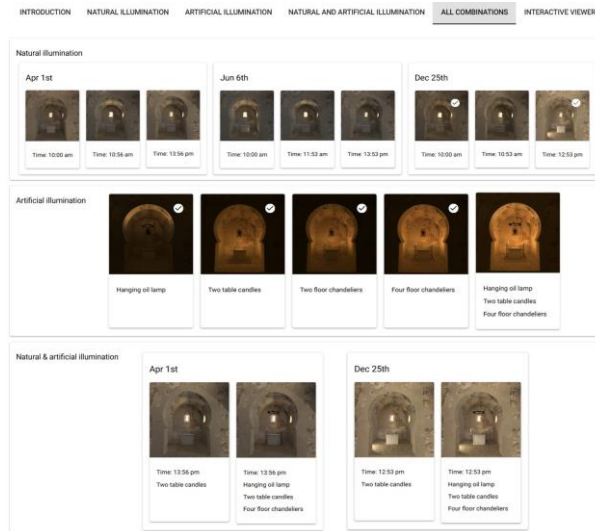 INTRODUCTION NATURAL ILLUMINATION ARTIFICIAL ILLUMINATION NATURAL AND ARTIFICIAL ILLUMINATION ALL COMBINATIONS INTERACTIVE VIEWER
Natural illumination
Apr 1st
Time: 10:00 am
Time: 10:56 am
Time: 13:56 pm
Jun 6th
Time: 10:00 am
Time: 11:53 am
Time: 13:53 pm
Dec 25th
Time: 10:00 am
Time: 10:53 am
Time: 12:53 pm
Artificial illumination
Hanging oil lamp
Two table candles
Two floor chandeliers
Four floor chandeliers
Hanging oil lamp
Two table candles
Four floor chandeliers
Natural & artificial illumination
Apr 1st
Time: 13:56 pm
Two table candles
Time: 13:56 pm
Hanging oil lamp
Two table candles
Four floor chandeliers
Dec 25th
Time: 12:53 pm
Two table candles
Time: 12:53 pm
Hanging oil lamp
Two table candles
Four floor chandeliers